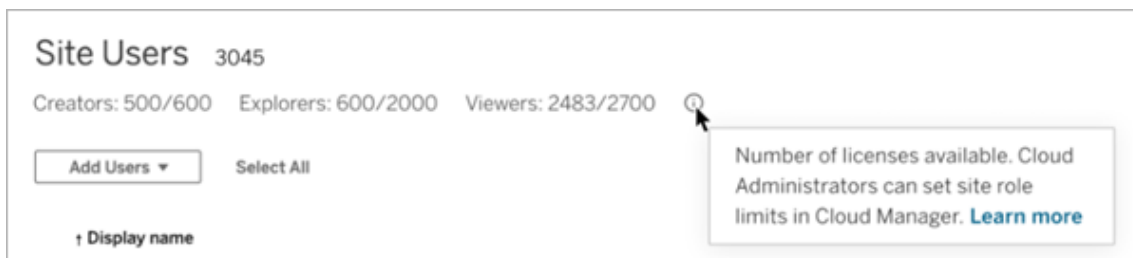 Site Users 3045
Creators: 500/600 Explorers: 600/2000 Viewers: 2483/2700
Add Users ▾ Select All
Number of licenses available. Cloud
Administrators can set site role
limits in Cloud Manager. Learn more
↑ Display name